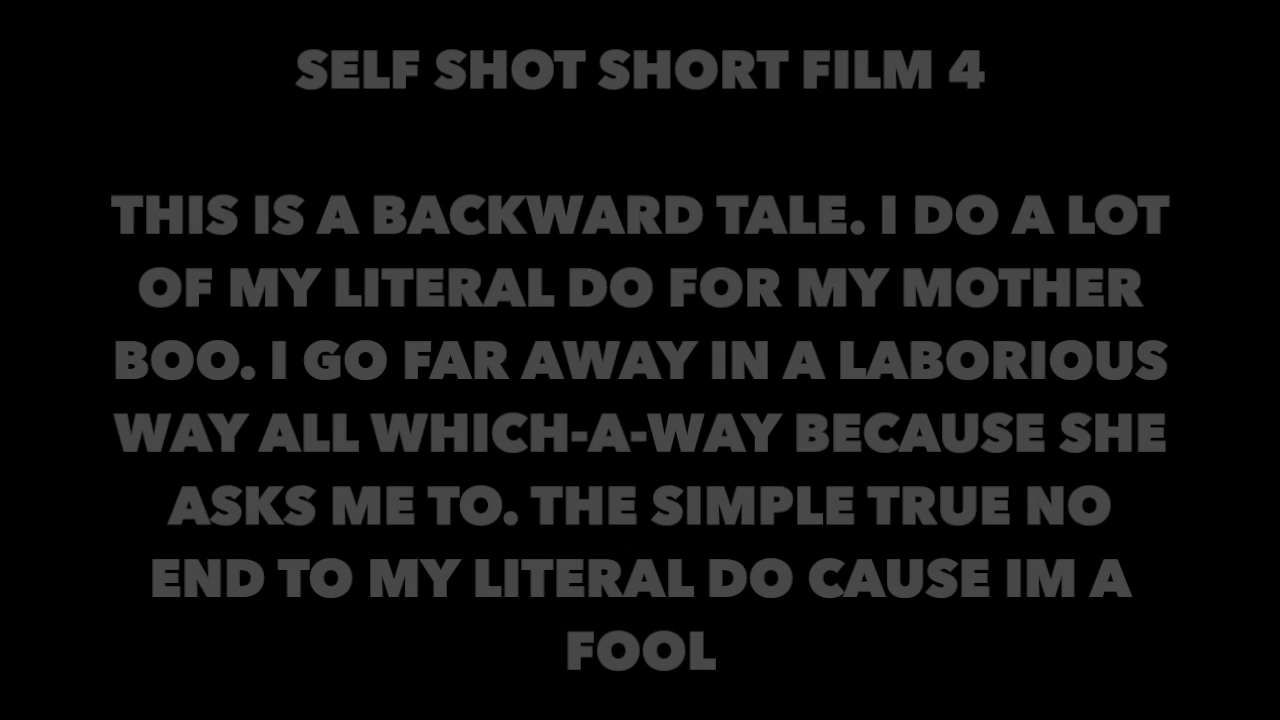 SELF SHOT SHORT FILM 4
THIS IS A BACKWARD TALE. I DO A LOT
OF MY LITERAL DO FOR MY MOTHER
BOO. I GO FAR AWAY IN A LABORIOUS
WAY ALL WHICH-A-WAY BECAUSE SHE
ASKS ME TO. THE SIMPLE TRUE NO
END TO MY LITERAL DO CAUSE IM A
FOOL